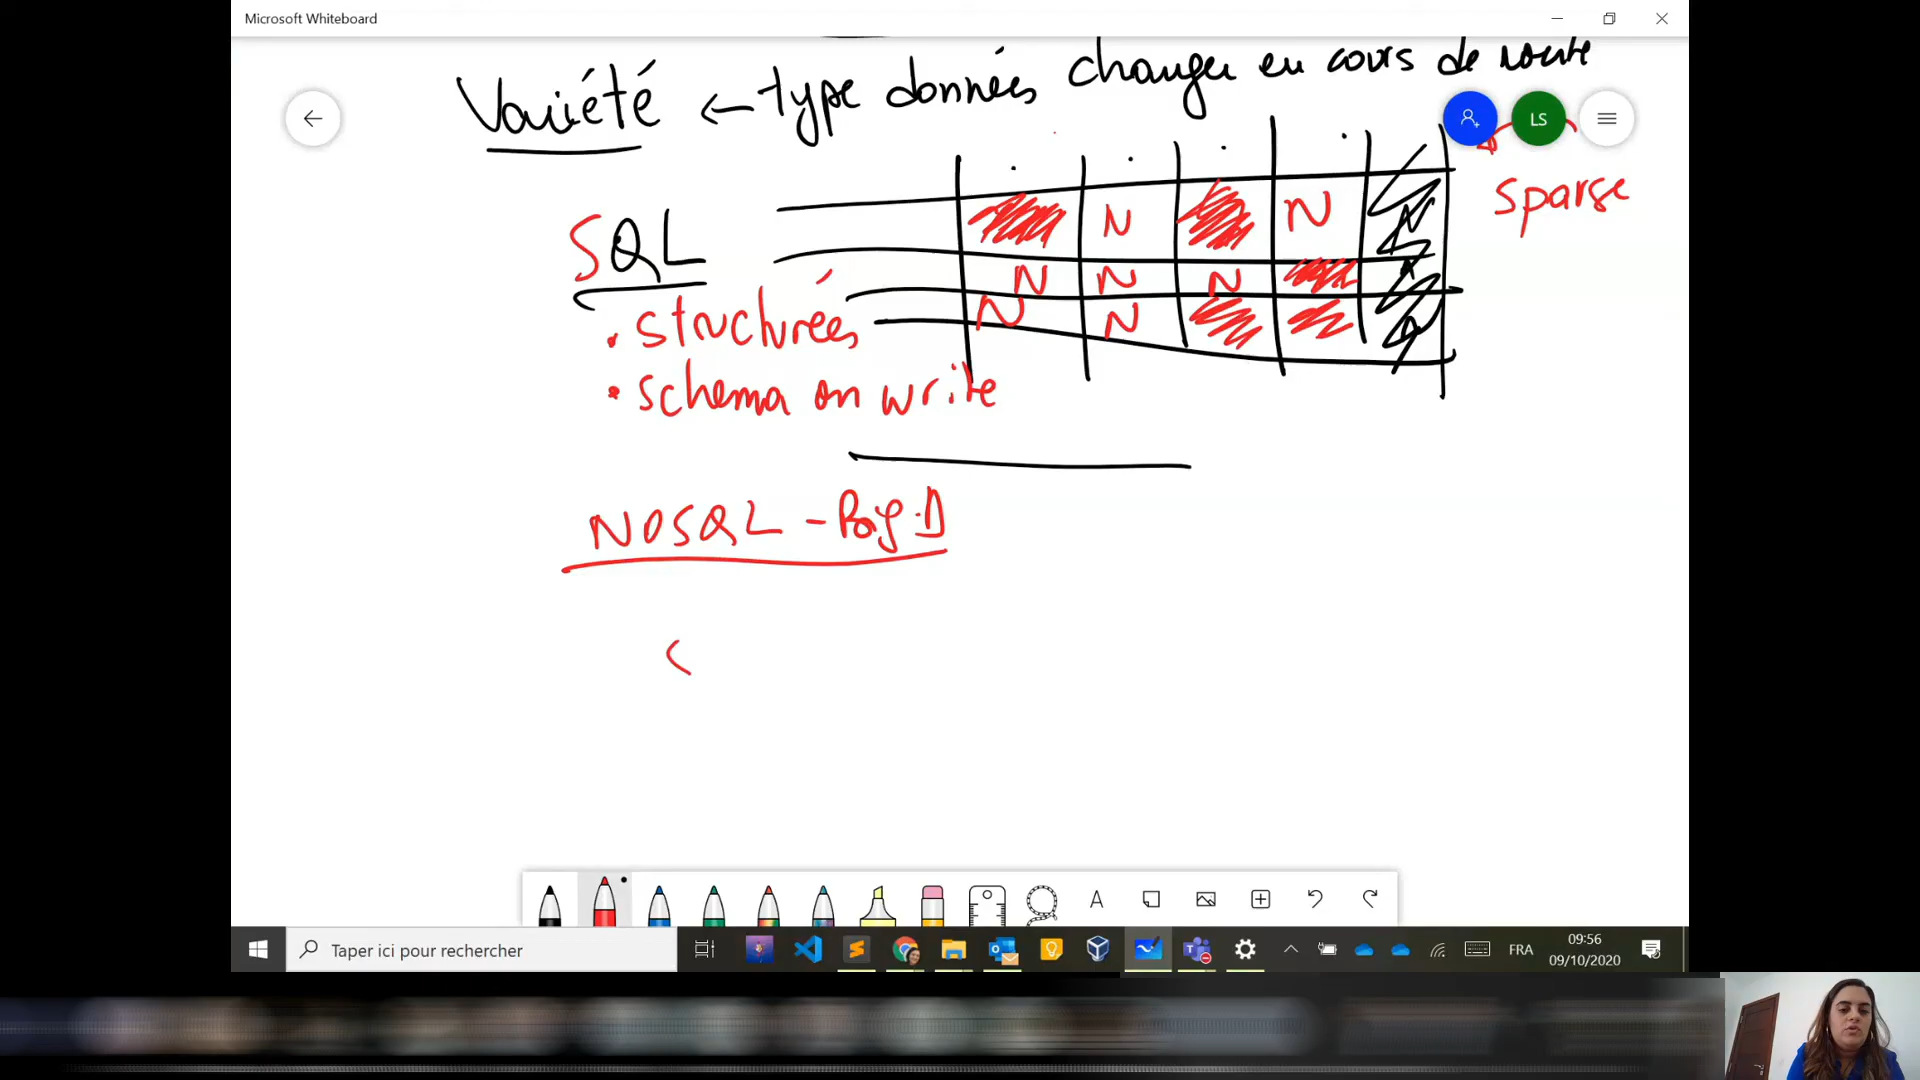 Microsoft Whiteboard
Variété ← type données changer en cours de route
LS
sparse
N N N
SQL
N N N
N N
• structurées
• schema on write
NOSQL - Big.D
A
Taper ici pour rechercher
FRA
09:56
09/10/2020